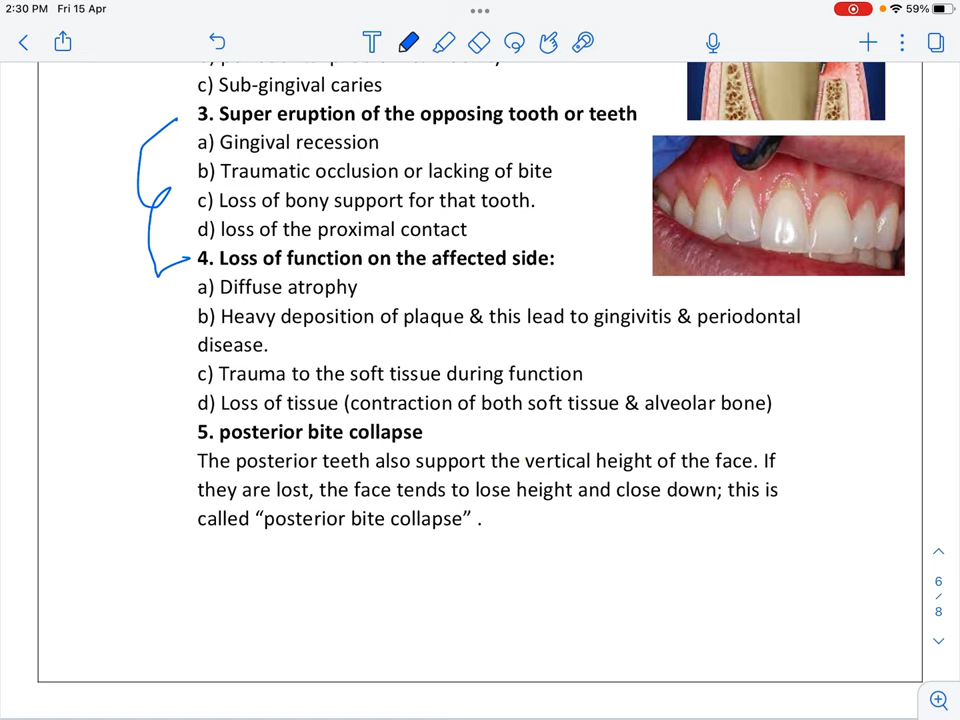 2:30 PM Fri 15 Apr
59%
c) Sub-gingival caries
3. Super eruption of the opposing tooth or teeth
a) Gingival recession
b) Traumatic occlusion or lacking of bite
c) Loss of bony support for that tooth.
d) loss of the proximal contact
4. Loss of function on the affected side:
a) Diffuse atrophy
b) Heavy deposition of plaque & this lead to gingivitis & periodontal
disease.
c) Trauma to the soft tissue during function
d) Loss of tissue (contraction of both soft tissue & alveolar bone)
5. posterior bite collapse
The posterior teeth also support the vertical height of the face. If
they are lost, the face tends to lose height and close down; this is
called “posterior bite collapse” .
6
/
8